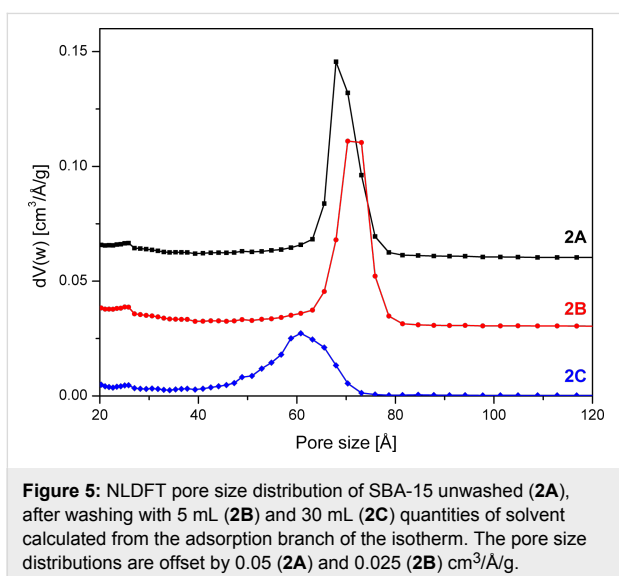 0.15
0.10
0.05
0.00
dV(w) [cm³/Å/g]
2A
2B
2C
20 40 60 80 100 120
Pore size [Å]
Figure 5: NLDFT pore size distribution of SBA-15 unwashed (2A),
after washing with 5 mL (2B) and 30 mL (2C) quantities of solvent
calculated from the adsorption branch of the isotherm. The pore size
distributions are offset by 0.05 (2A) and 0.025 (2B) cm³/Å/g.